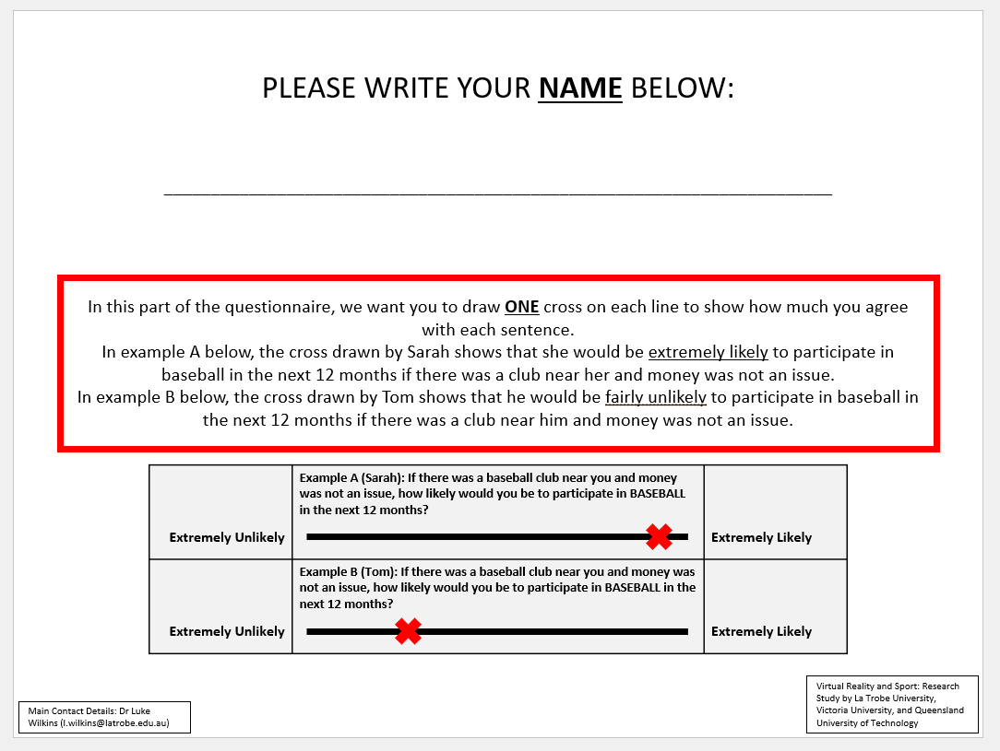 PLEASE WRITE YOUR NAME BELOW:
In this part of the questionnaire, we want you to draw ONE cross on each line to show how much you agree
with each sentence.
In example A below, the cross drawn by Sarah shows that she would be extremely likely to participate in
baseball in the next 12 months if there was a club near her and money was not an issue.
In example B below, the cross drawn by Tom shows that he would be fairly unlikely to participate in baseball in
the next 12 months if there was a club near him and money was not an issue.
Example A (Sarah): If there was a baseball club near you and money
was not an issue, how likely would you be to participate in BASEBALL
in the next 12 months?
Extremely Unlikely
Extremely Likely
Example B (Tom): If there was a baseball club near you and money was
not an issue, how likely would you be to participate in BASEBALL in the
next 12 months?
Extremely Unlikely
Extremely Likely
Main Contact Details: Dr Luke
Wilkins (l.wilkins@latrobe.edu.au)
Virtual Reality and Sport: Research
Study by La Trobe University,
Victoria University, and Queensland
University of Technology